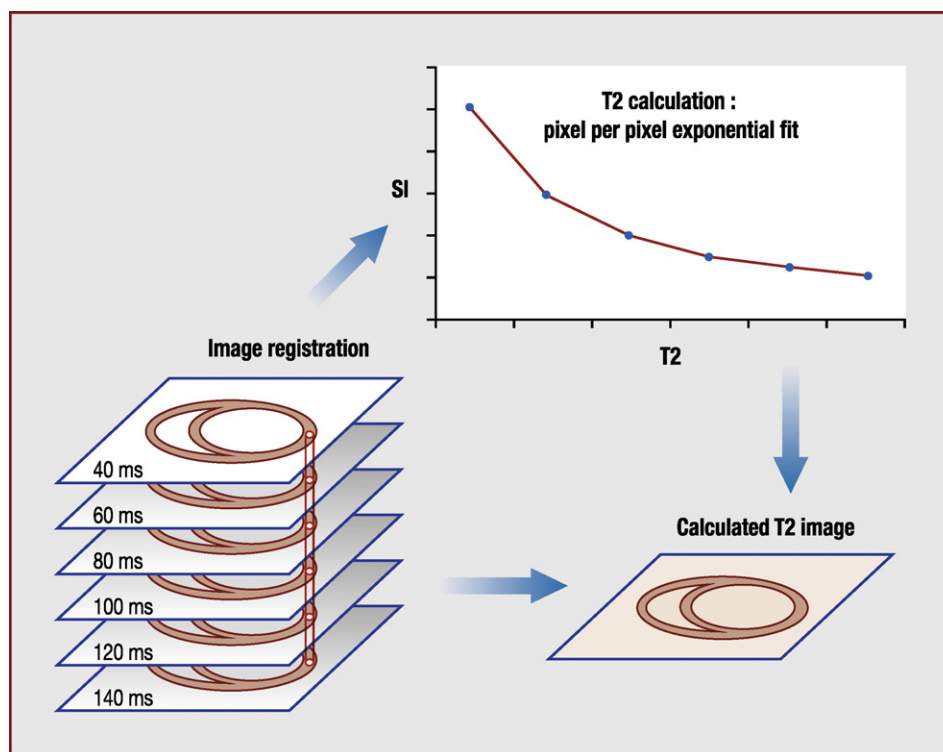 T2 calculation :
pixel per pixel exponential fit
SI
T2
Image registration
40 ms
60 ms
80 ms
100 ms
120 ms
140 ms
Calculated T2 image